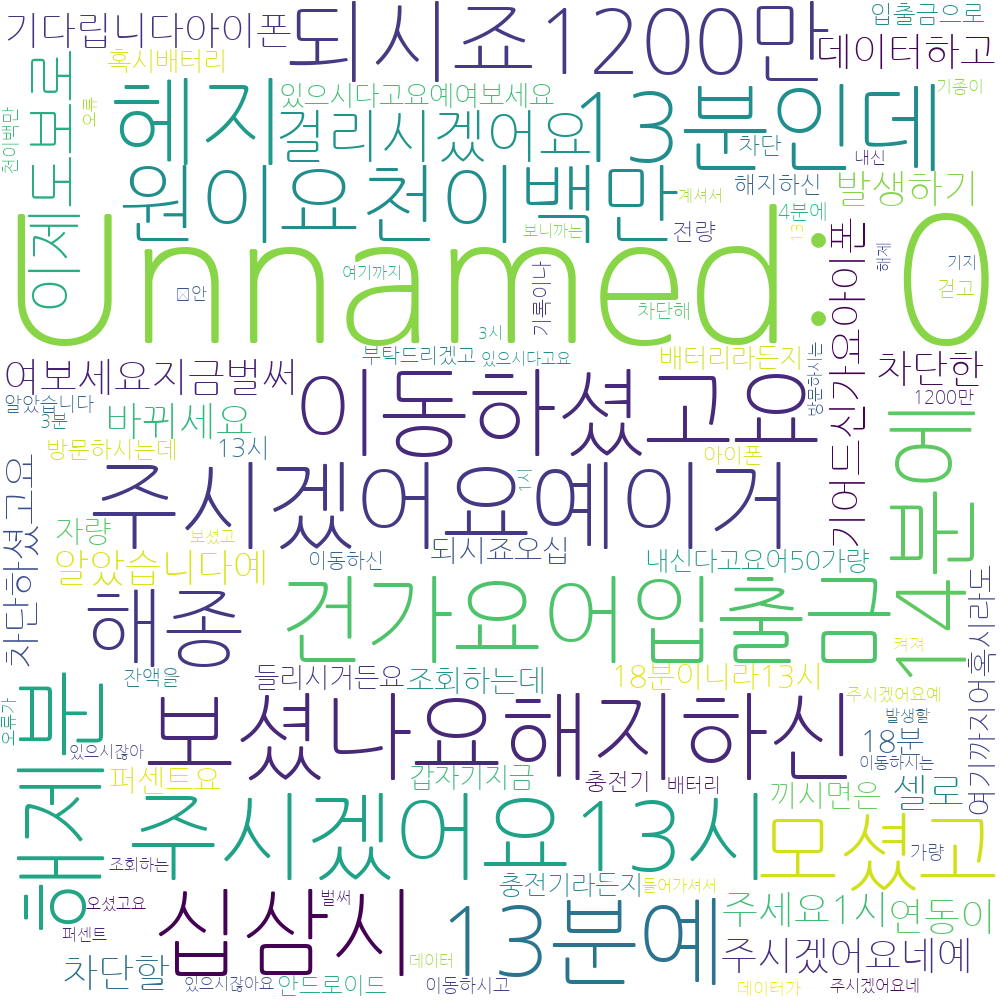 기다립니다아이폰
되시죠1200만
입출금으로
데이터하고
혹시배터리
이제도보로
천이백만
오류
헤지
있으시다고요예여보세요
걸리시겠어요
13분인데
기종이
차단
내신
원이요천이백만
해지하신
발생하기
계셔서
4분에
Unnamed: 0
보니까는
전량
13
해제
기지
여기까지
안
기록이나
차단해
걷고
기어드신가요아이폰
3시
여보세요지금벌써
부탁드리겠고
있으시다고요
배터리라든지
방문하시는
차단한
1200만
알았습니다
3분
바뀌세요
이동하셨고요
14분에
방문하시는데
13시
아이폰
차단하셨고요
주시겠어요예이거
1시
자량
보셨고
알았습니다예
이동하신
되시죠오십
내신다고요어50가량
여기까지어혹시라도
해종
건가요어입출금
켜져
해제분
들리시거든요
잔액을
조회하는데
18분이니라13시
주시겠어요예
오류가
보셨나요해지하신
발생할
있으시잖아
18분
이동하시는
퍼센트요
갑자기지금
충전기
배터리
끼시면은
셀로
주시겠어요13시
모셨고
가량
조회하는
충전기라든지
들어가셔서
십삼시
벌써
13분예
오셨고요
주세요1시
연동이
퍼센트
주시겠어요네예
차단할
데이터
있으시잖아요
안드로이드
이동하시고
데이터가
주시겠어요네